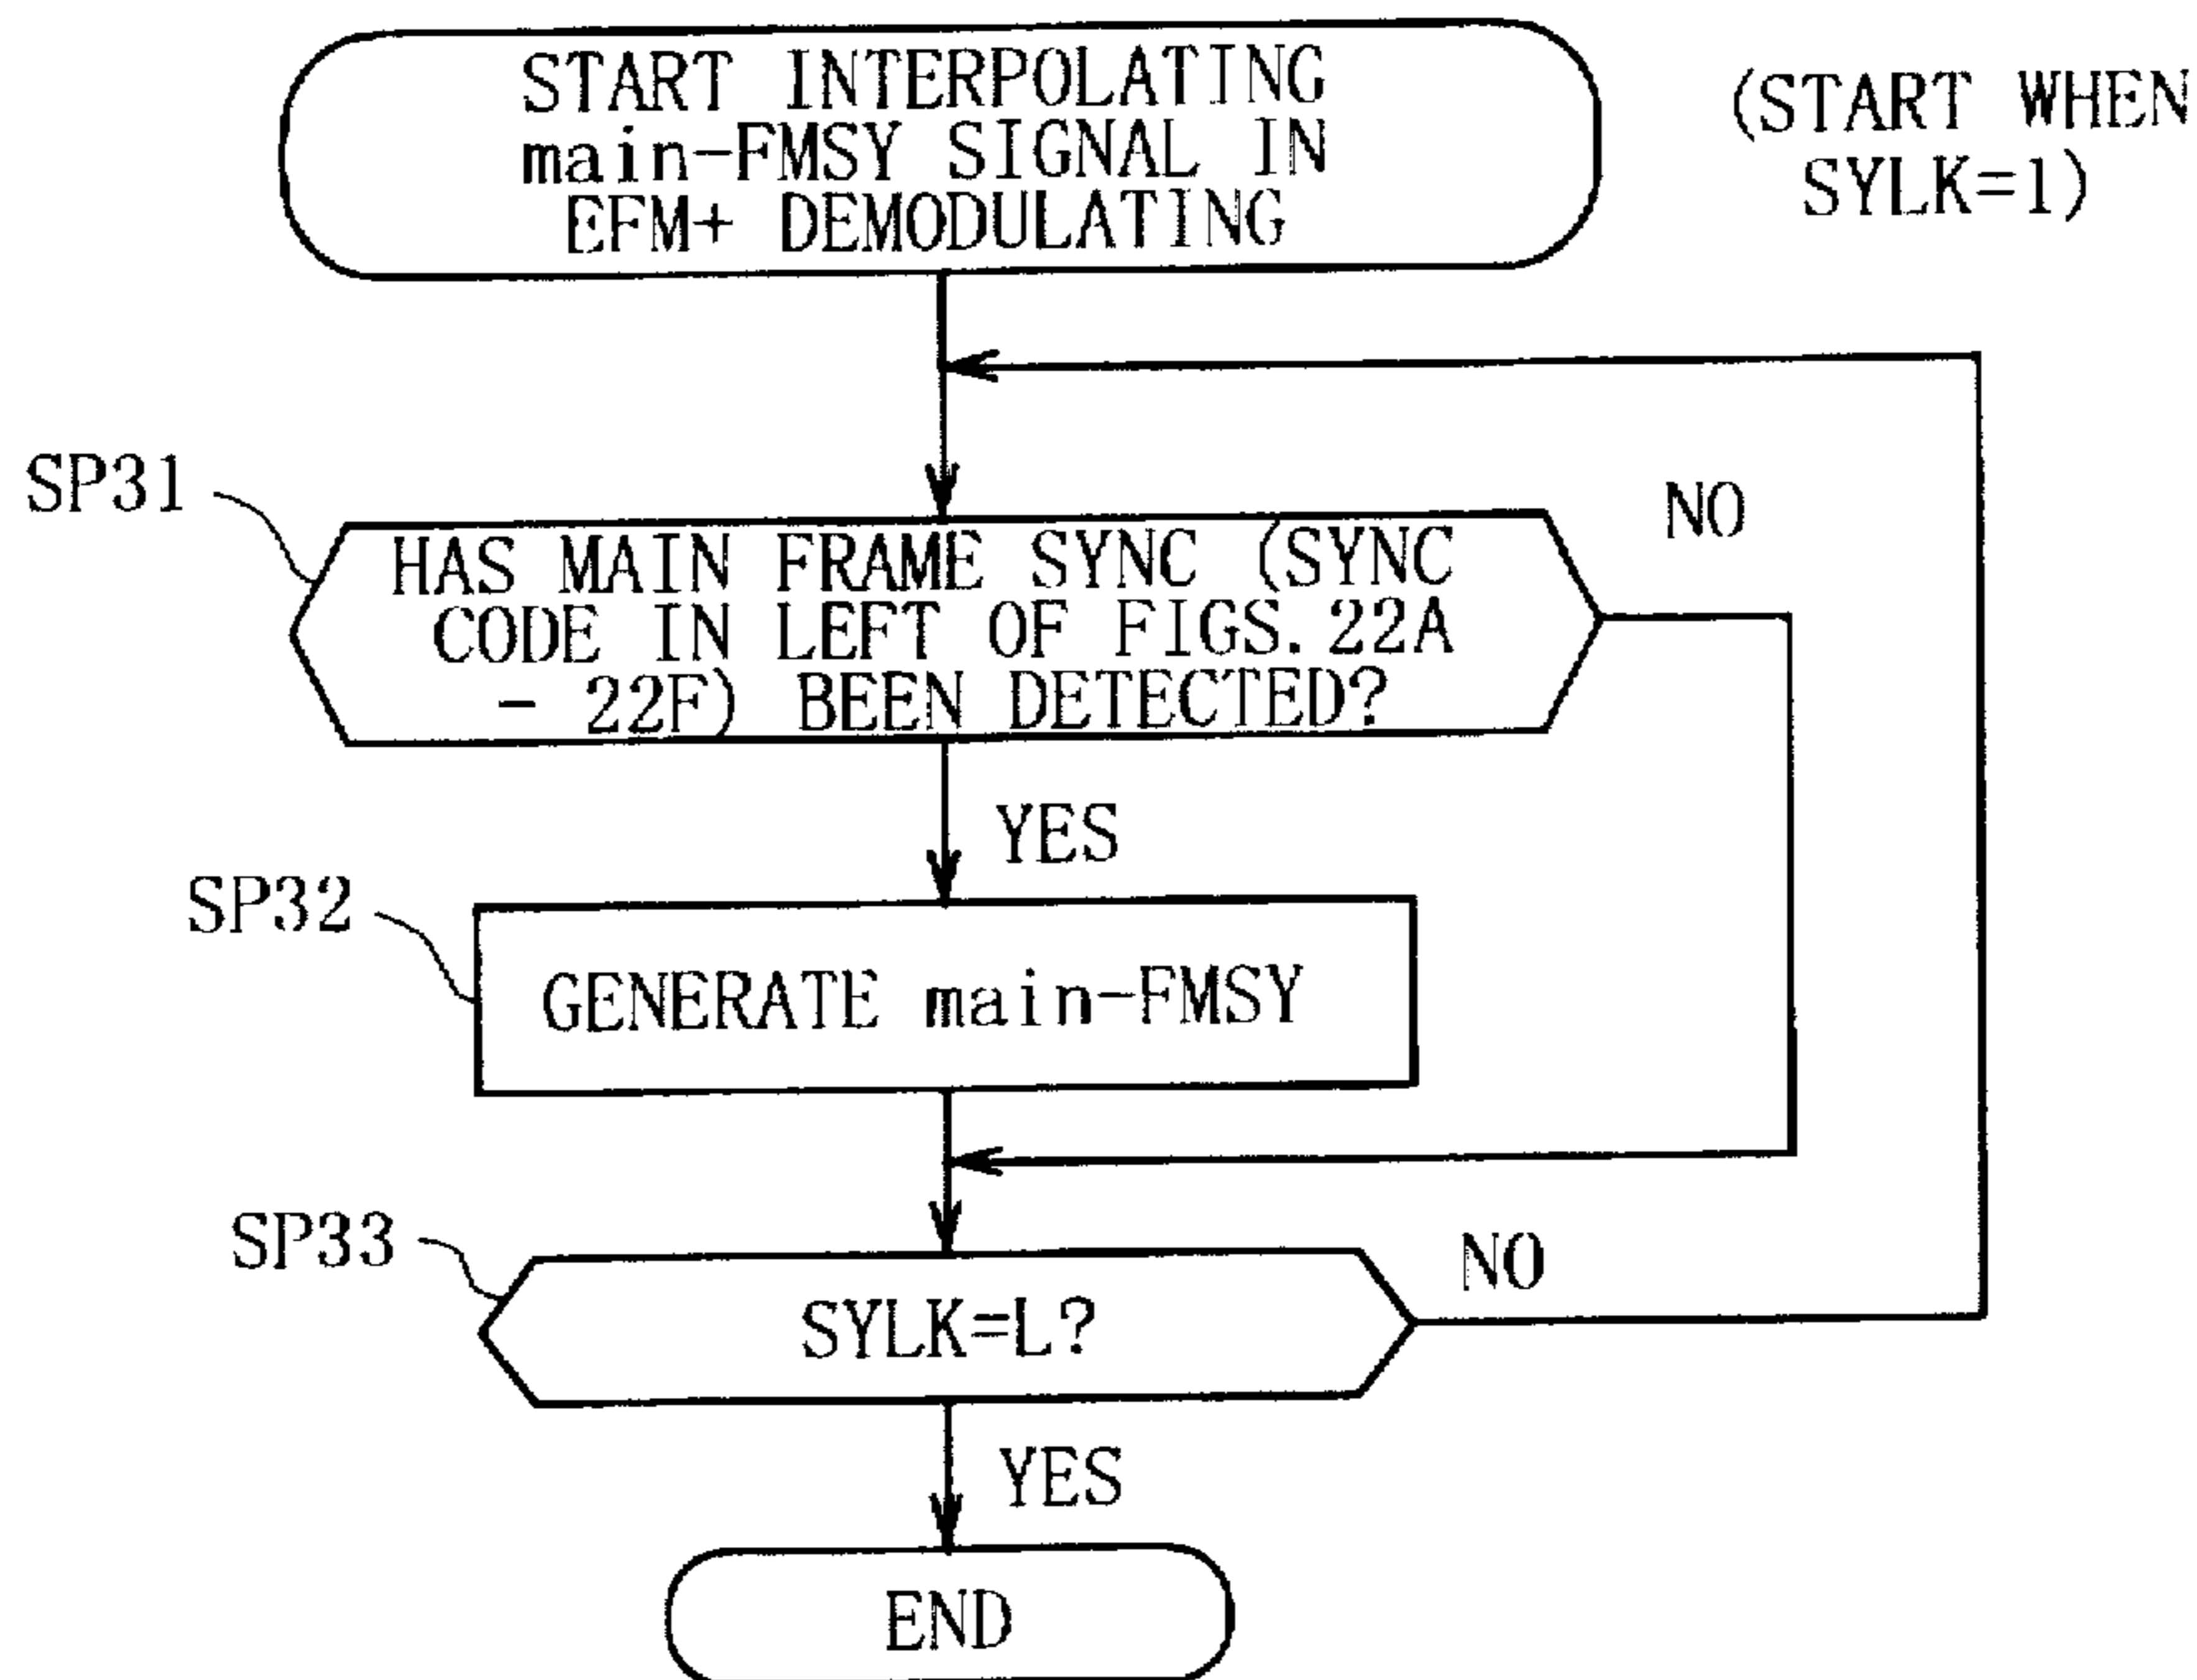 START INTERPOLATING
main-FMSY SIGNAL IN
EFM+ DEMODULATING
(START WHEN
SYLK=1)
SP31
NO
HAS MAIN FRAME SYNC (SYNC
CODE IN LEFT OF FIGS. 22A
- 22F) BEEN DETECTED?
YES
SP32
GENERATE main-FMSY
SP33
NO
SYLK=L?
YES
END